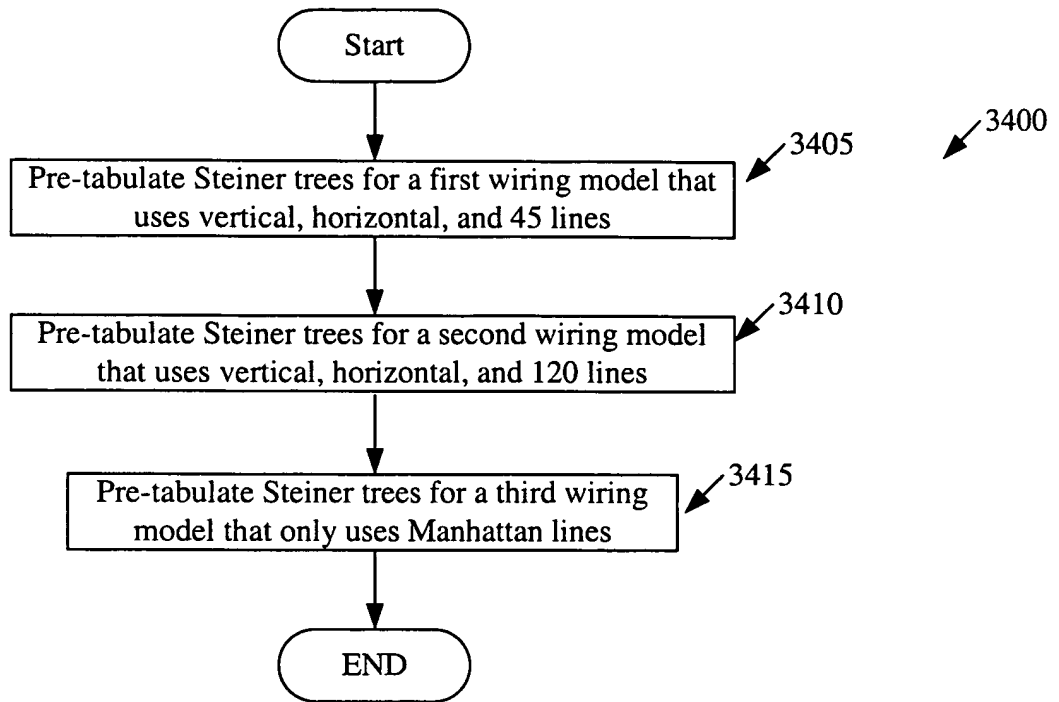 Start
3400
3405
Pre-tabulate Steiner trees for a first wiring model that
uses vertical, horizontal, and 45 lines
3410
Pre-tabulate Steiner trees for a second wiring model
that uses vertical, horizontal, and 120 lines
3415
Pre-tabulate Steiner trees for a third wiring
model that only uses Manhattan lines
END